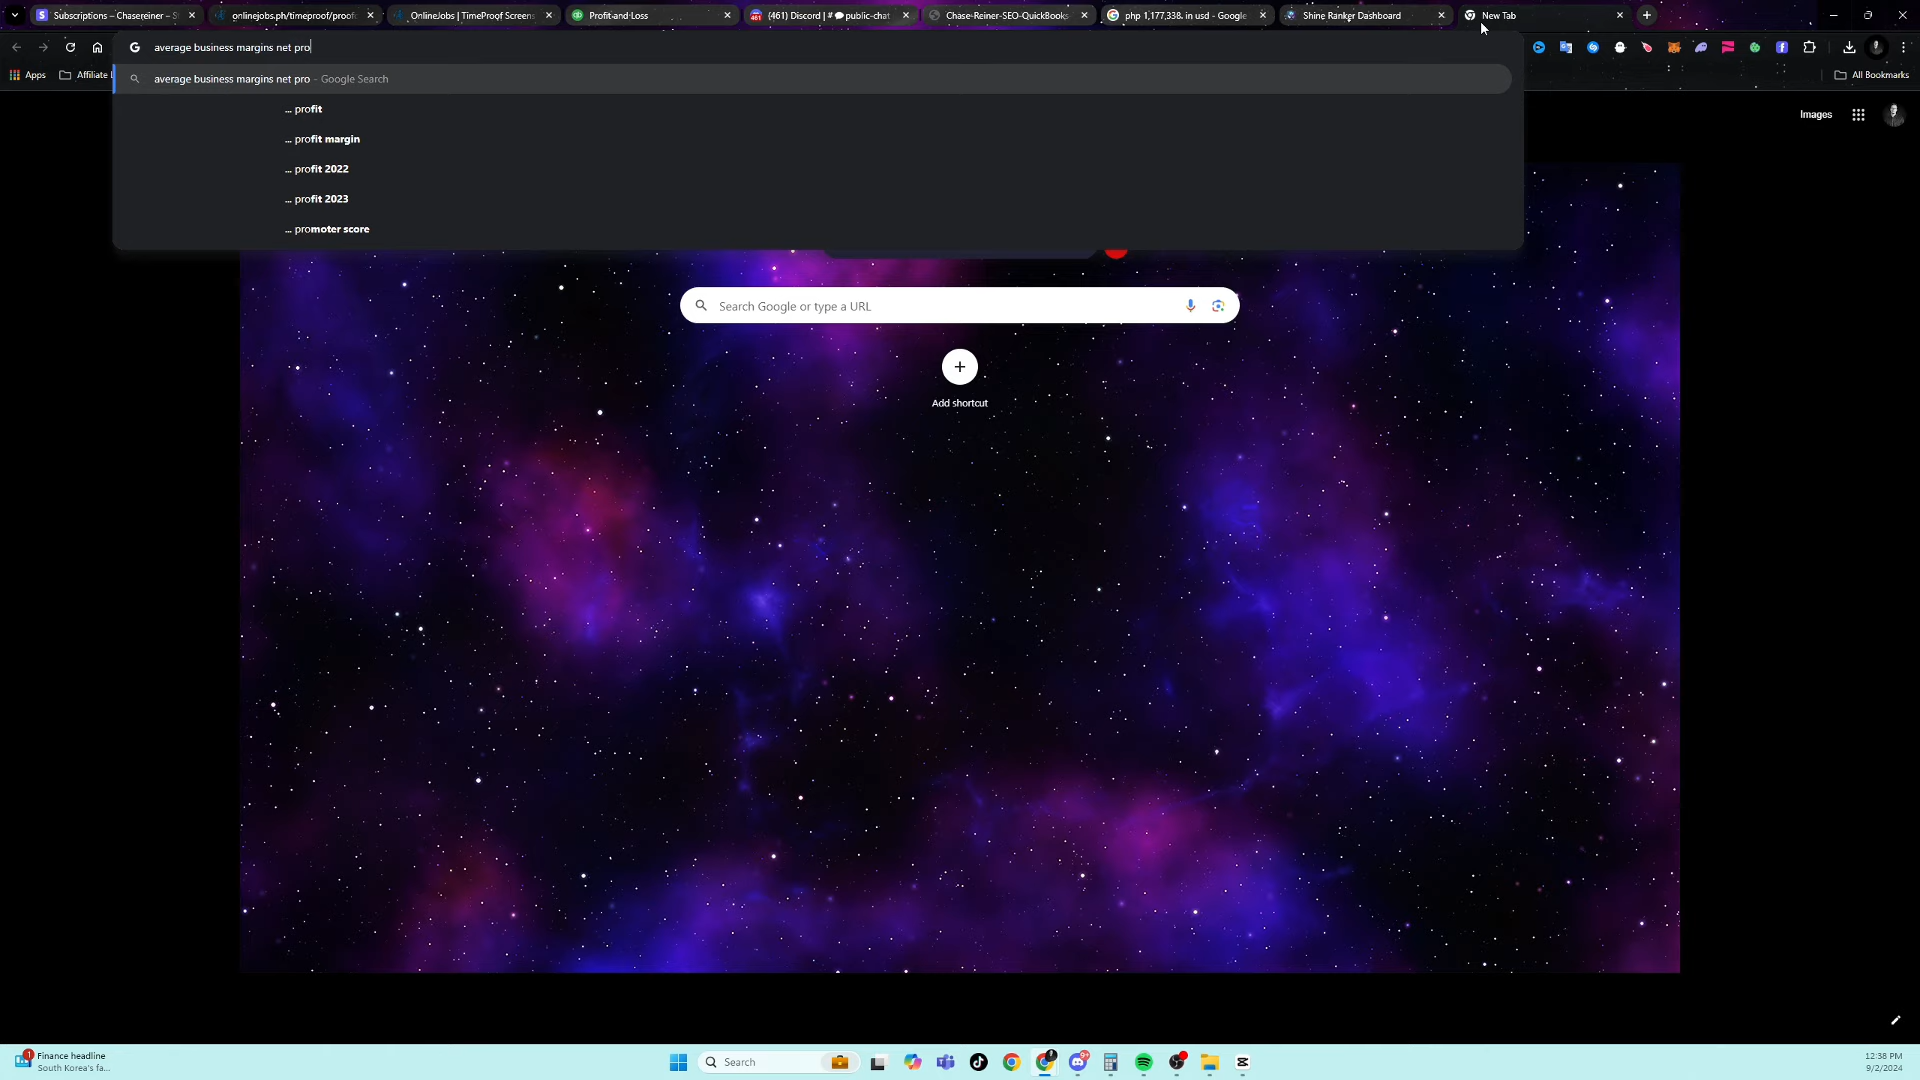 Subscriptions – Chasereiner – S
onlinejobs.ph/timeproof/proof
OnlineJobs | TimeProof Screens
Profit and Loss
(461) Discord | # 💬public-chat
Chase-Reiner-SEO-QuickBooks
php 1,177,338. in usd - Google
Shine Ranker Dashboard
New Tab
average business margins net pro
Apps
Affiliate
All Bookmarks
average business margins net pro - Google Search
... profit
... profit margin
... profit 2022
... profit 2023
... promoter score
Images
Search Google or type a URL
Add shortcut
Finance headline
South Korea's fa...
Search
12:38 PM
9/2/2024